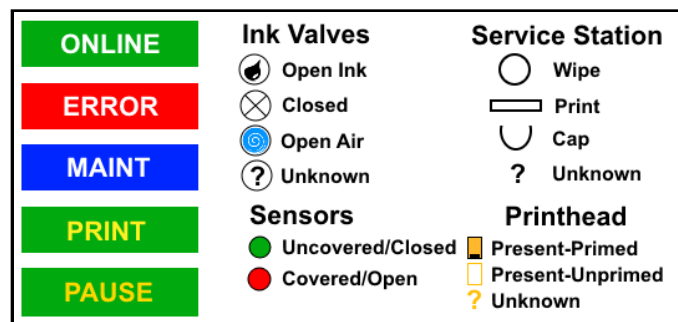 ONLINE
ERROR
MAINT
PRINT
PAUSE
Ink Valves
Open Ink
Closed
Open Air
? Unknown
Sensors
Uncovered/Closed
Covered/Open
Service Station
Wipe
Print
Cap
? Unknown
Printhead
Present-Primed
Present-Unprimed
? Unknown